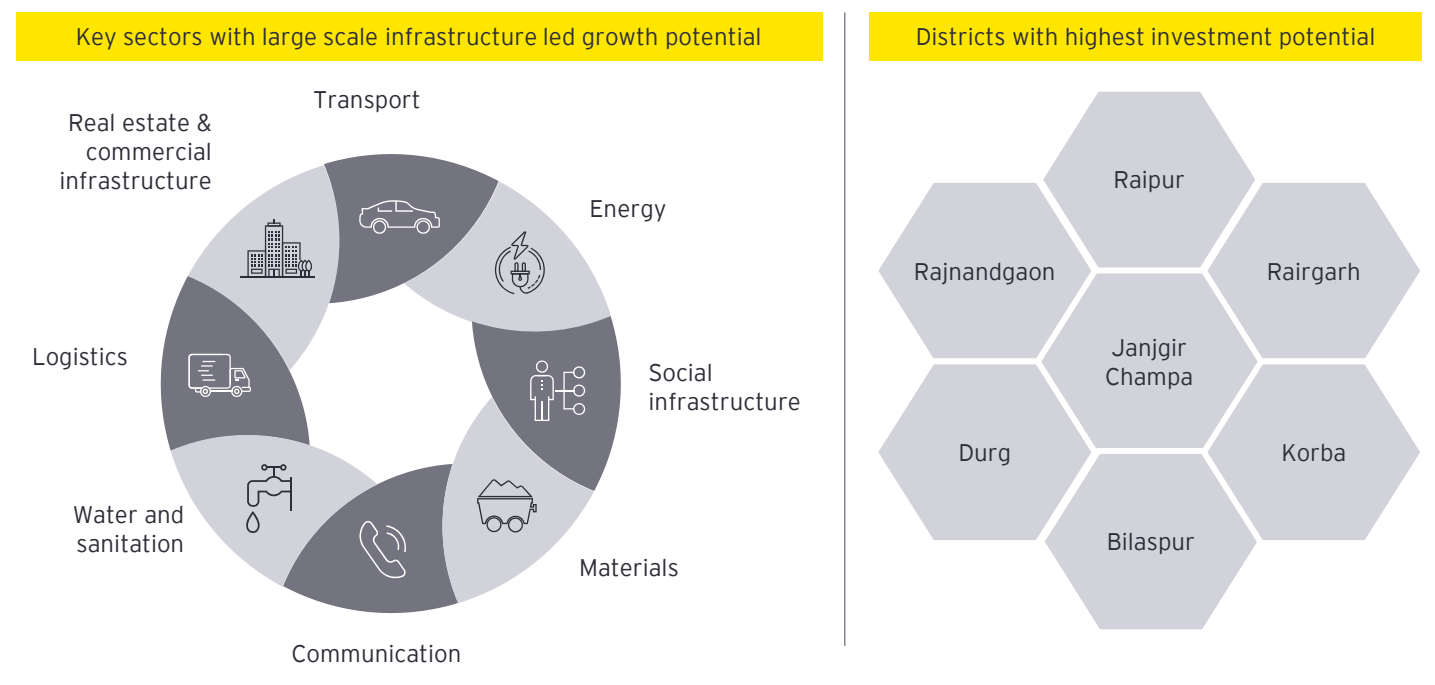 Key sectors with large scale infrastructure led growth potential
Transport
Real estate &
commercial
infrastructure
Energy
Logistics
Social
infrastructure
Water and
sanitation
Materials
Communication
Districts with highest investment potential
Raipur
Rajnandgaon
Rairgarh
Janjgir
Champa
Durg
Korba
Bilaspur